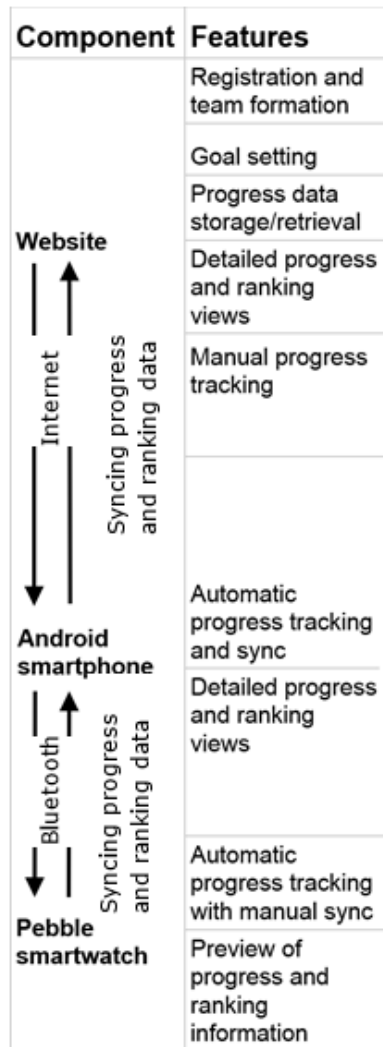 Component
Features
Registration and
team formation
Goal setting
Progress data
storage/retrieval
Website
Detailed progress
and ranking
views
Internet
Syncing progress
and ranking data
Manual progress
tracking
Android
smartphone
Automatic
progress tracking
and sync
Detailed progress
and ranking
views
Bluetooth
Syncing progress
and ranking data
Pebble
smartwatch
Automatic
progress tracking
with manual sync
Preview of
progress and
ranking
information